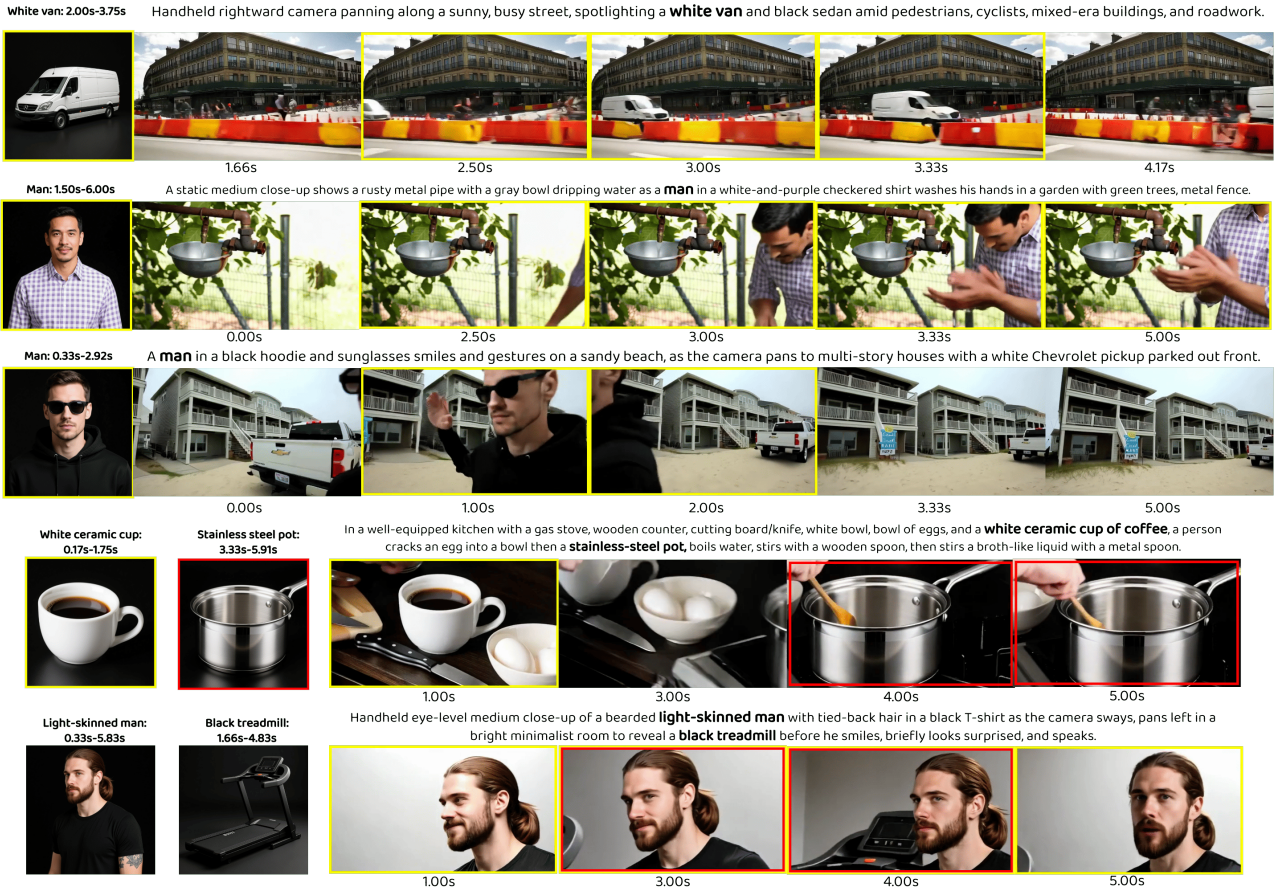 White van: 2.00s-3.75s
Handheld rightward camera panning along a sunny, busy street, spotlighting a white van and black sedan amid pedestrians, cyclists, mixed-era buildings, and roadwork.
1.66s
2.50s
3.00s
3.33s
4.17s
Man: 1.50s-6.00s
A static medium close-up shows a rusty metal pipe with a gray bowl dripping water as a man in a white-and-purple checkered shirt washes his hands in a garden with green trees, metal fence.
0.00s
2.50s
3.00s
3.33s
5.00s
Man: 0.33s-2.92s
A man in a black hoodie and sunglasses smiles and gestures on a sandy beach, as the camera pans to multi-story houses with a white Chevrolet pickup parked out front.
0.00s
1.00s
2.00s
3.33s
5.00s
White ceramic cup:
0.17s-1.75s
Stainless steel pot:
3.33s-5.91s
In a well-equipped kitchen with a gas stove, wooden counter, cutting board/knife, white bowl, bowl of eggs, and a white ceramic cup of coffee, a person
cracks an egg into a bowl then a stainless-steel pot, boils water, stirs with a wooden spoon, then stirs a broth-like liquid with a metal spoon.
1.00s
3.00s
4.00s
5.00s
Light-skinned man:
0.33s-5.83s
Black treadmill:
1.66s-4.83s
Handheld eye-level medium close-up of a bearded light-skinned man with tied-back hair in a black T-shirt as the camera sways, pans left in a
bright minimalist room to reveal a black treadmill before he smiles, briefly looks surprised, and speaks.
1.00s
3.00s
4.00s
5.00s